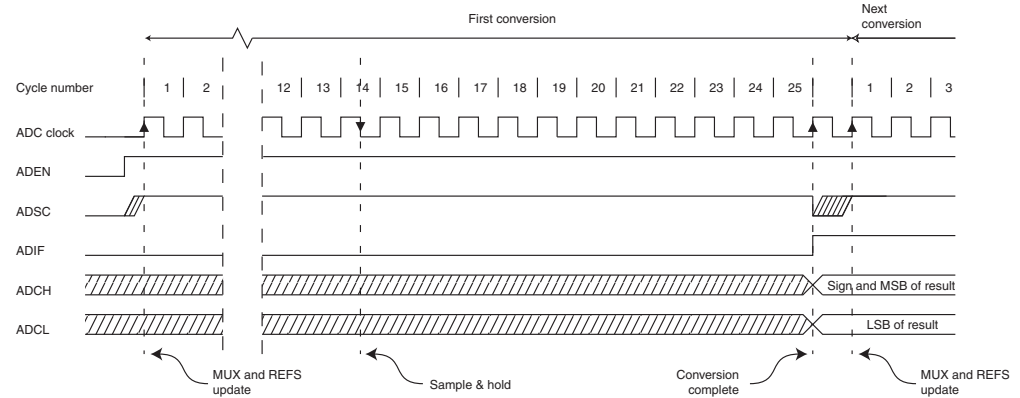 First conversion
Next
conversion
Cycle number 1 2 12 13 14 15 16 17 18 19 20 21 22 23 24 25 1 2 3
ADC clock
ADEN
ADSC
ADIF
ADCH Sign and MSB of result
ADCL LSB of result
MUX and REFS
update
Sample & hold
Conversion
complete
MUX and REFS
update